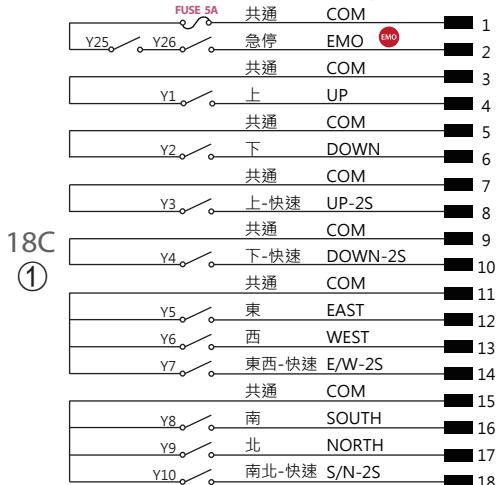 FUSE 5A 共通 COM 1
Y25 Y26 急停 EMO EMO 2
共通 COM 3
Y1 上 UP 4
共通 COM 5
Y2 下 DOWN 6
共通 COM 7
Y3 上-快速 UP-2S 8
18C 共通 COM 9
Y4 下-快速 DOWN-2S 10
① 共通 COM 11
Y5 東 EAST 12
Y6 西 WEST 13
Y7 東西-快速 E/W-2S 14
共通 COM 15
Y8 南 SOUTH 16
Y9 北 NORTH 17
Y10 南北-快速 S/N-2S 18